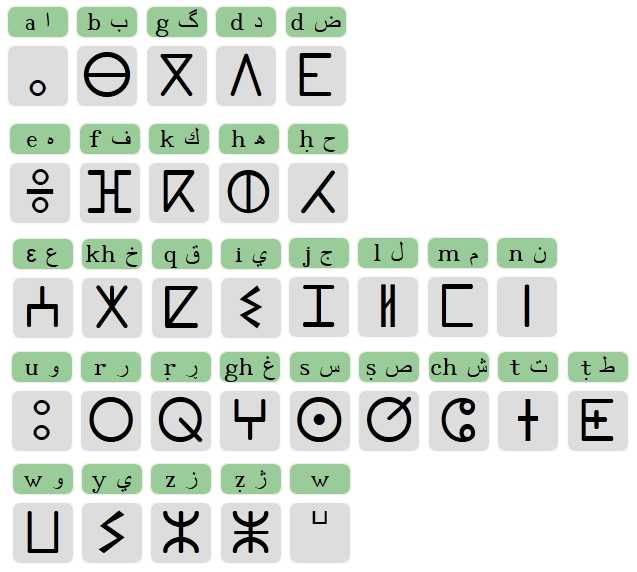 a ا b ب g گ d د d ض
ⴰ ⴱ ⴳ ⴷ ⴹ
e ه f ف k ك h ھ ḥ ح
ⴻ ⴼ ⴽ ⵀ ⵃ
ɛ ع kh خ q ق i ي j ج l ل m م n ن
ⵄ ⵅ ⵇ ⵉ ⵊ ⵍ ⵎ ⵏ
u و r ر ṛ ڕ gh غ s س ṣ ص ch ش t ت ṭ ط
ⵓ ⵔ ⵕ ⵖ ⵙ ⵚ ⵛ ⵜ ⵟ
w و y ي z ز ẓ ژ w
ⵡ ⵢ ⵣ ⵥ ⵯ